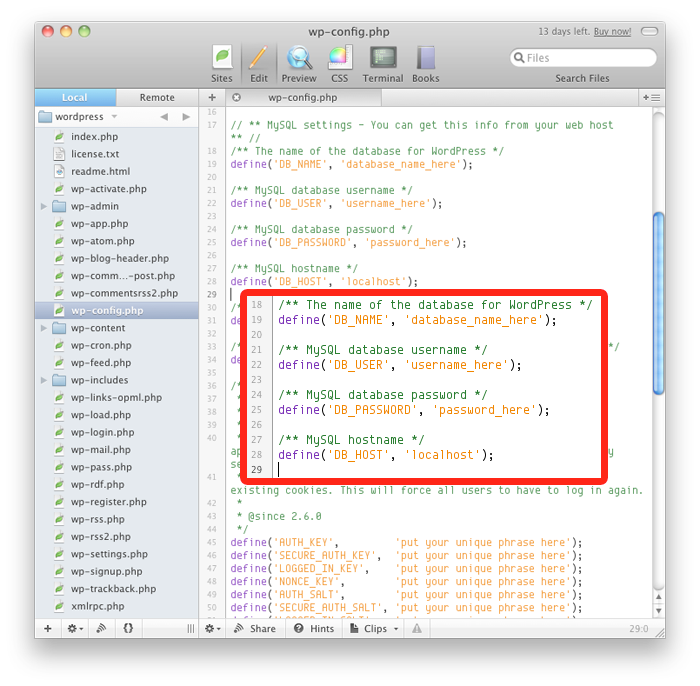 wp-config.php
13 days left. Buy now!
Sites
Edit
Preview
CSS
Terminal
Books
Files
Search Files
Local
Remote
wp-config.php
wordpress
index.php
license.txt
readme.html
wp-activate.php
wp-admin
wp-app.php
wp-atom.php
wp-blog-header.php
wp-comm...-post.php
wp-commentsrss2.php
wp-config.php
wp-content
wp-cron.php
wp-feed.php
wp-includes
wp-links-opml.php
wp-load.php
wp-login.php
wp-mail.php
wp-pass.php
wp-rdf.php
wp-register.php
wp-rss.php
wp-rss2.php
wp-settings.php
wp-signup.php
wp-trackback.php
xmlrpc.php
16
17 // ** MySQL settings - You can get this info from your web host
** //
18 /** The name of the database for WordPress */
19 define('DB_NAME', 'database_name_here');
20
21 /** MySQL database username */
22 define('DB_USER', 'username_here');
23
24 /** MySQL database password */
25 define('DB_PASSWORD', 'password_here');
26
27 /** MySQL hostname */
28 define('DB_HOST', 'localhost');
29
30
31
32
33
34
35
36
37
38
39
40
18 /** The name of the database for WordPress */
19 define('DB_NAME', 'database_name_here');
20
21 /** MySQL database username */
22 define('DB_USER', 'username_here');
23
24 /** MySQL database password */
25 define('DB_PASSWORD', 'password_here');
26
27 /** MySQL hostname */
28 define('DB_HOST', 'localhost');
29
41
existing cookies. This will force all users to have to log in again.
42 *
43 * @since 2.6.0
44 */
45 define('AUTH_KEY', 'put your unique phrase here');
46 define('SECURE_AUTH_KEY', 'put your unique phrase here');
47 define('LOGGED_IN_KEY', 'put your unique phrase here');
48 define('NONCE_KEY', 'put your unique phrase here');
49 define('AUTH_SALT', 'put your unique phrase here');
50 define('SECURE_AUTH_SALT', 'put your unique phrase here');
Share
Hints
Clips
29:0